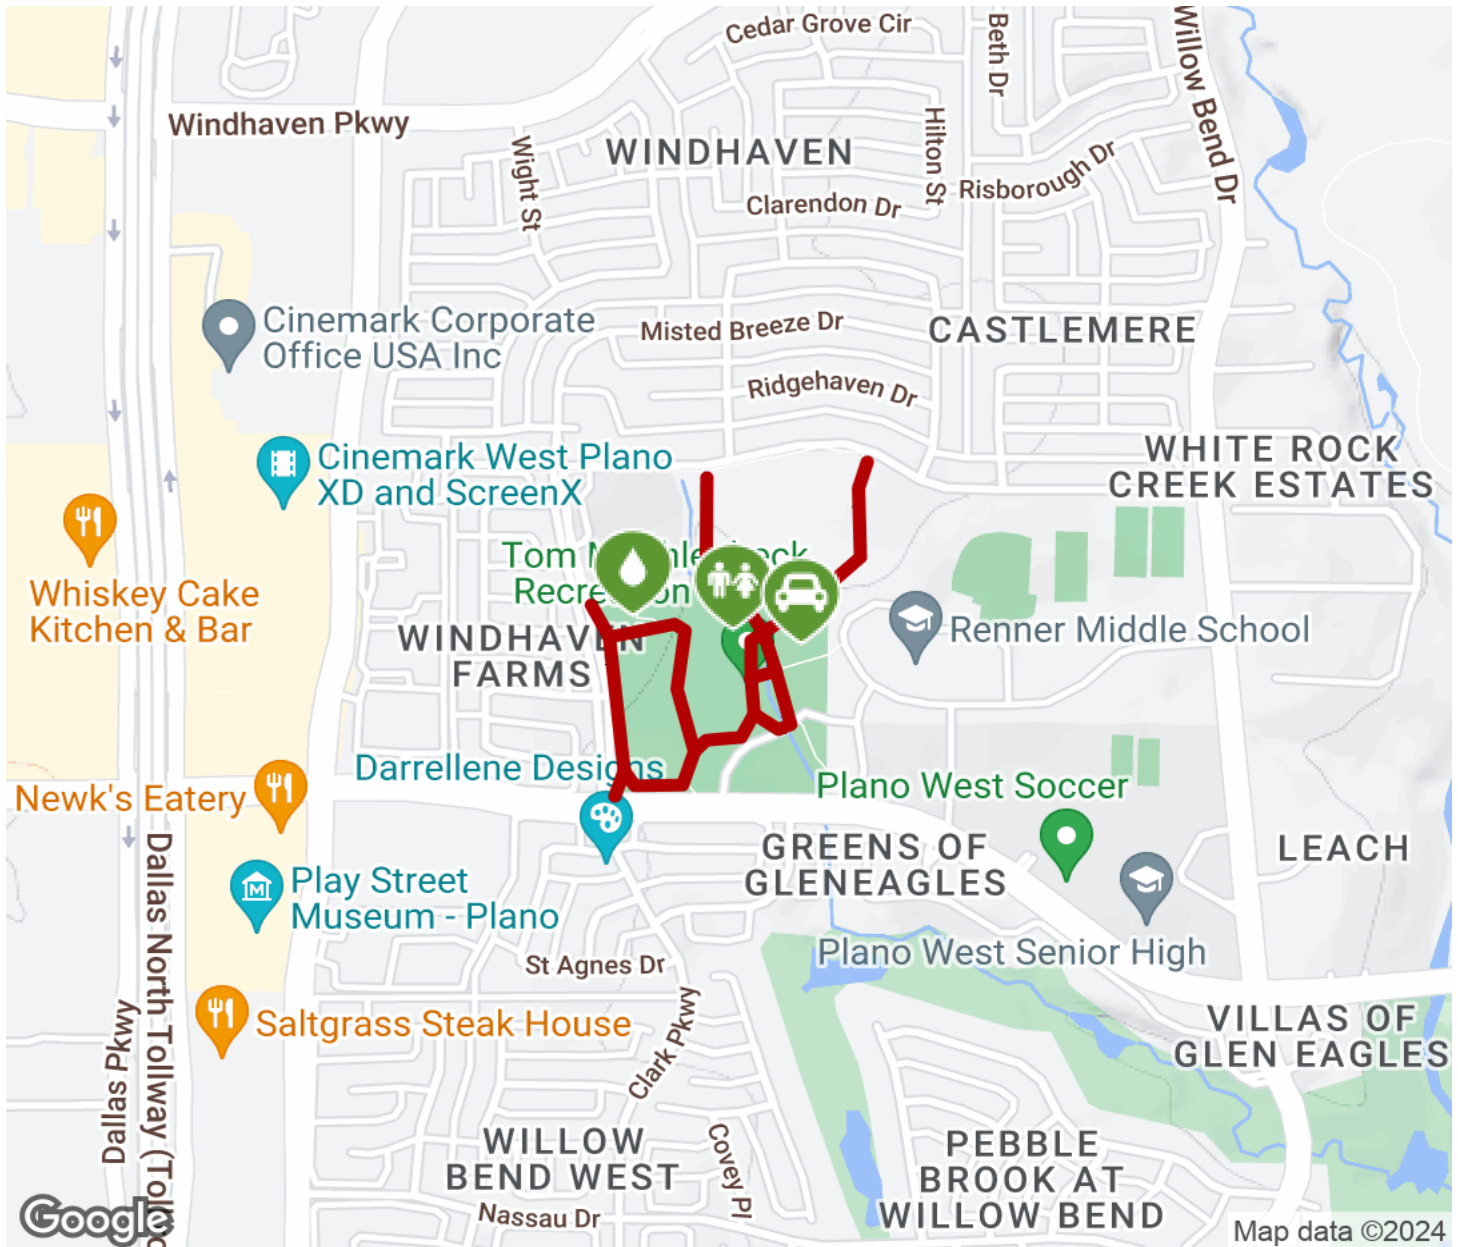 Cedar Grove Cir
Beth Dr
Willow Bend Dr
Windhaven Pkwy
WINDHAVEN
Wight St
Hilton St
Risborough Dr
Clarendon Dr
Cinemark Corporate
Office USA Inc
Misted Breeze Dr
CASTLEMERE
Ridgehaven Dr
Cinemark West Plano
XD and ScreenX
WHITE ROCK
CREEK ESTATES
Tom
Whiskey Cake
Kitchen & Bar
WINDHAVEN
FARMS
Renner Middle School
Darrellene Designs
Newk's Eatery
Plano West Soccer
GREENS OF
GLENEAGLES
LEACH
Play Street
Museum - Plano
Plano West Senior High
St Agnes Dr
Saltgrass Steak House
VILLAS OF
GLEN EAGLES
Dallas Pkwy
Dallas North Tollway
Clark Pkwy
WILLOW
BEND WEST
Covey Pl
PEBBLE
BROOK AT
WILLOW BEND
Nassau Dr
Google
Map data ©2024